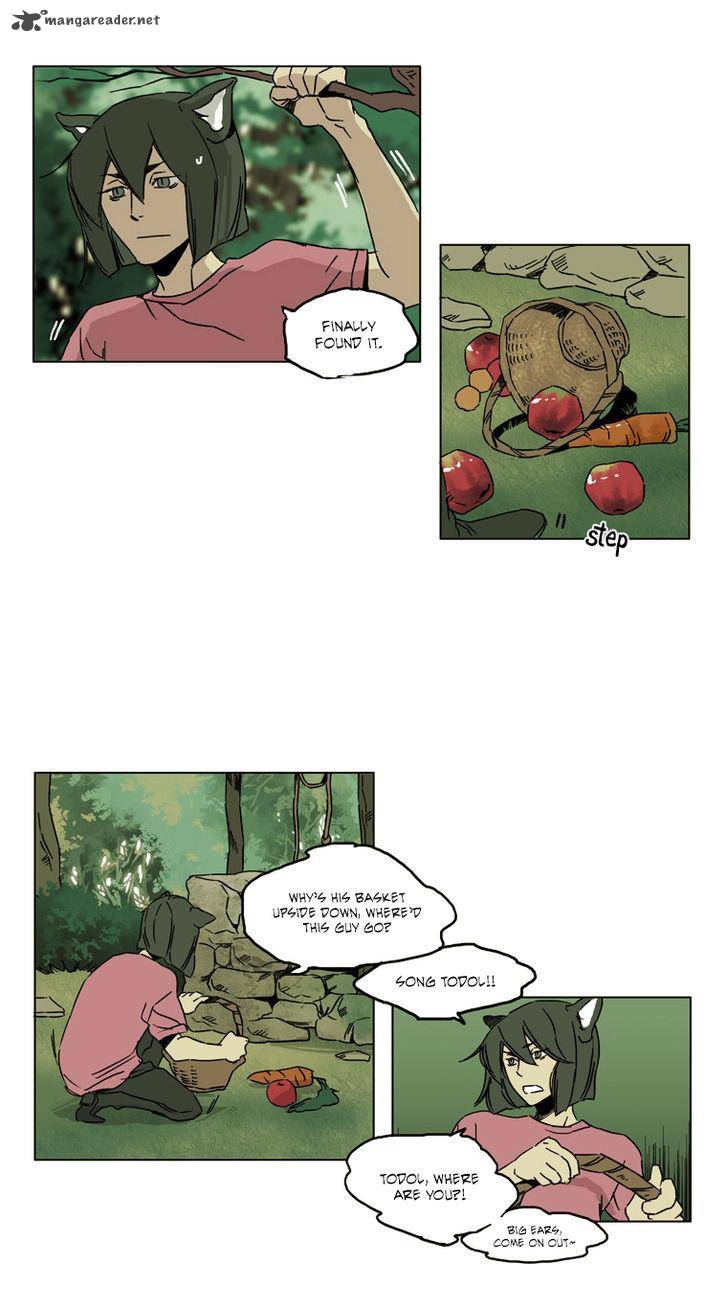 mangareader.net
FINALLY
FOUND IT.
step
WHY'S HIS BASKET
UPSIDE DOWN, WHERE'D
THIS GUY GO?
SONG TODOL!!
TODOL, WHERE
ARE YOU?!
BIG EARS,
COME ON OUT~